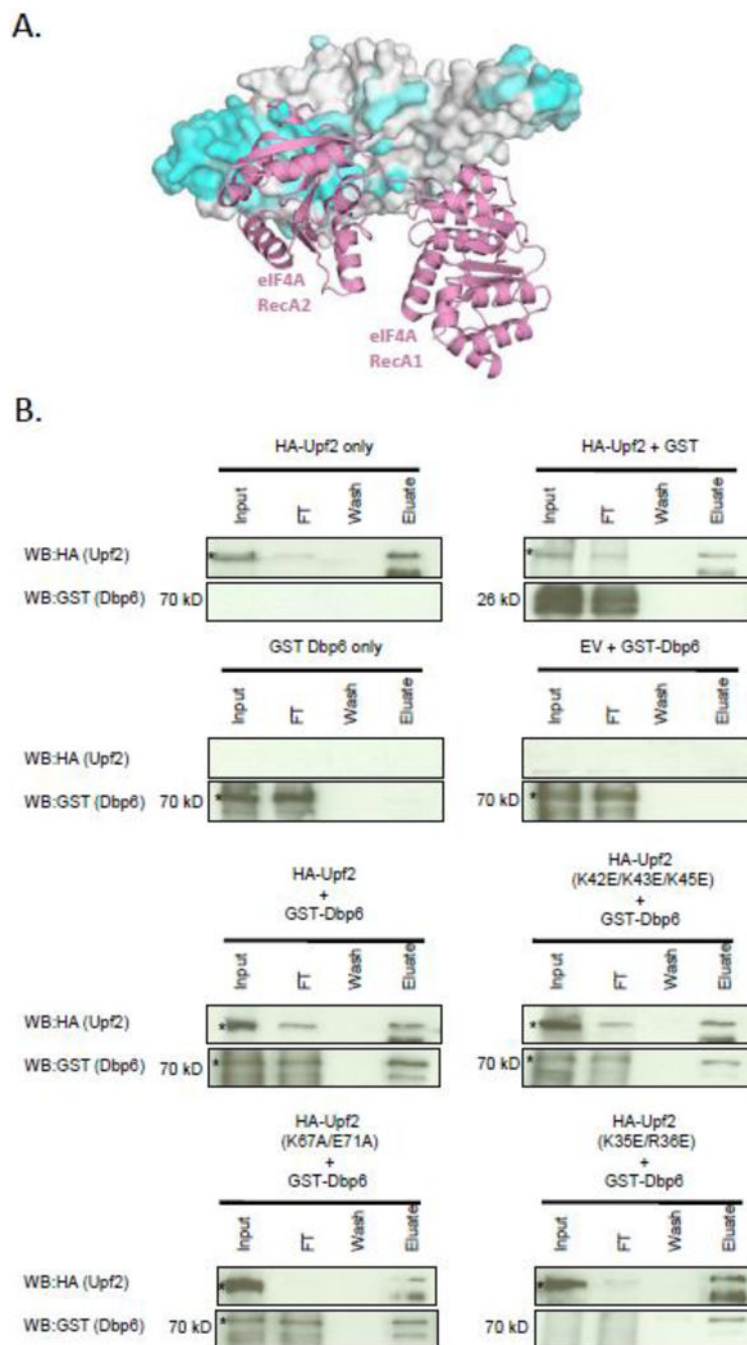 A.
eIF4A
RecA2
eIF4A
RecA1
B.
HA-Upf2 only
Input FT Wash Eluate
WB:HA (Upf2) *
WB:GST (Dbp6) 70 kD
HA-Upf2 + GST
Input FT Wash Eluate
*
26 kD
GST Dbp6 only
Input FT Wash Eluate
WB:HA (Upf2)
WB:GST (Dbp6) 70 kD *
EV + GST-Dbp6
Input FT Wash Eluate
70 kD *
HA-Upf2
+
GST-Dbp6
Input FT Wash Eluate
WB:HA (Upf2) *
WB:GST (Dbp6) 70 kD *
HA-Upf2
(K42E/K43E/K45E)
+
GST-Dbp6
Input FT Wash Eluate
*
70 kD *
HA-Upf2
(K67A/E71A)
+
GST-Dbp6
Input FT Wash Eluate
WB:HA (Upf2) *
WB:GST (Dbp6) 70 kD *
HA-Upf2
(K35E/R36E)
+
GST-Dbp6
Input FT Wash Eluate
*
70 kD